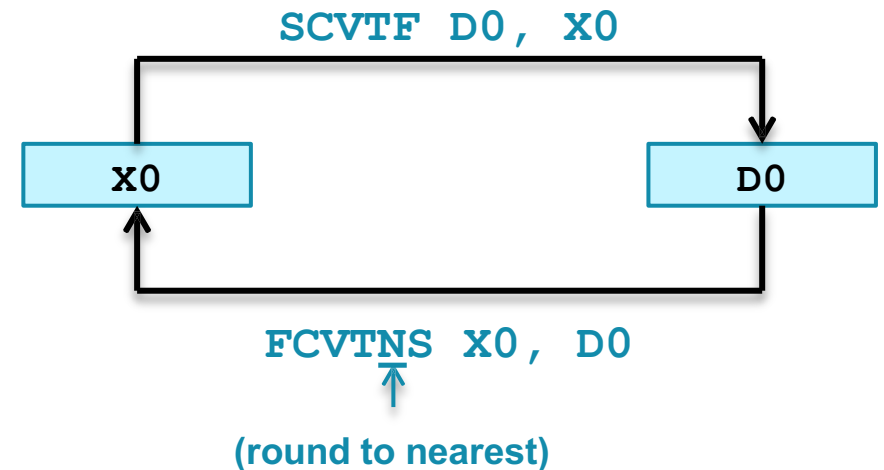 SCVTF D0, X0
X0
D0
FCVTNS X0, D0
(round to nearest)